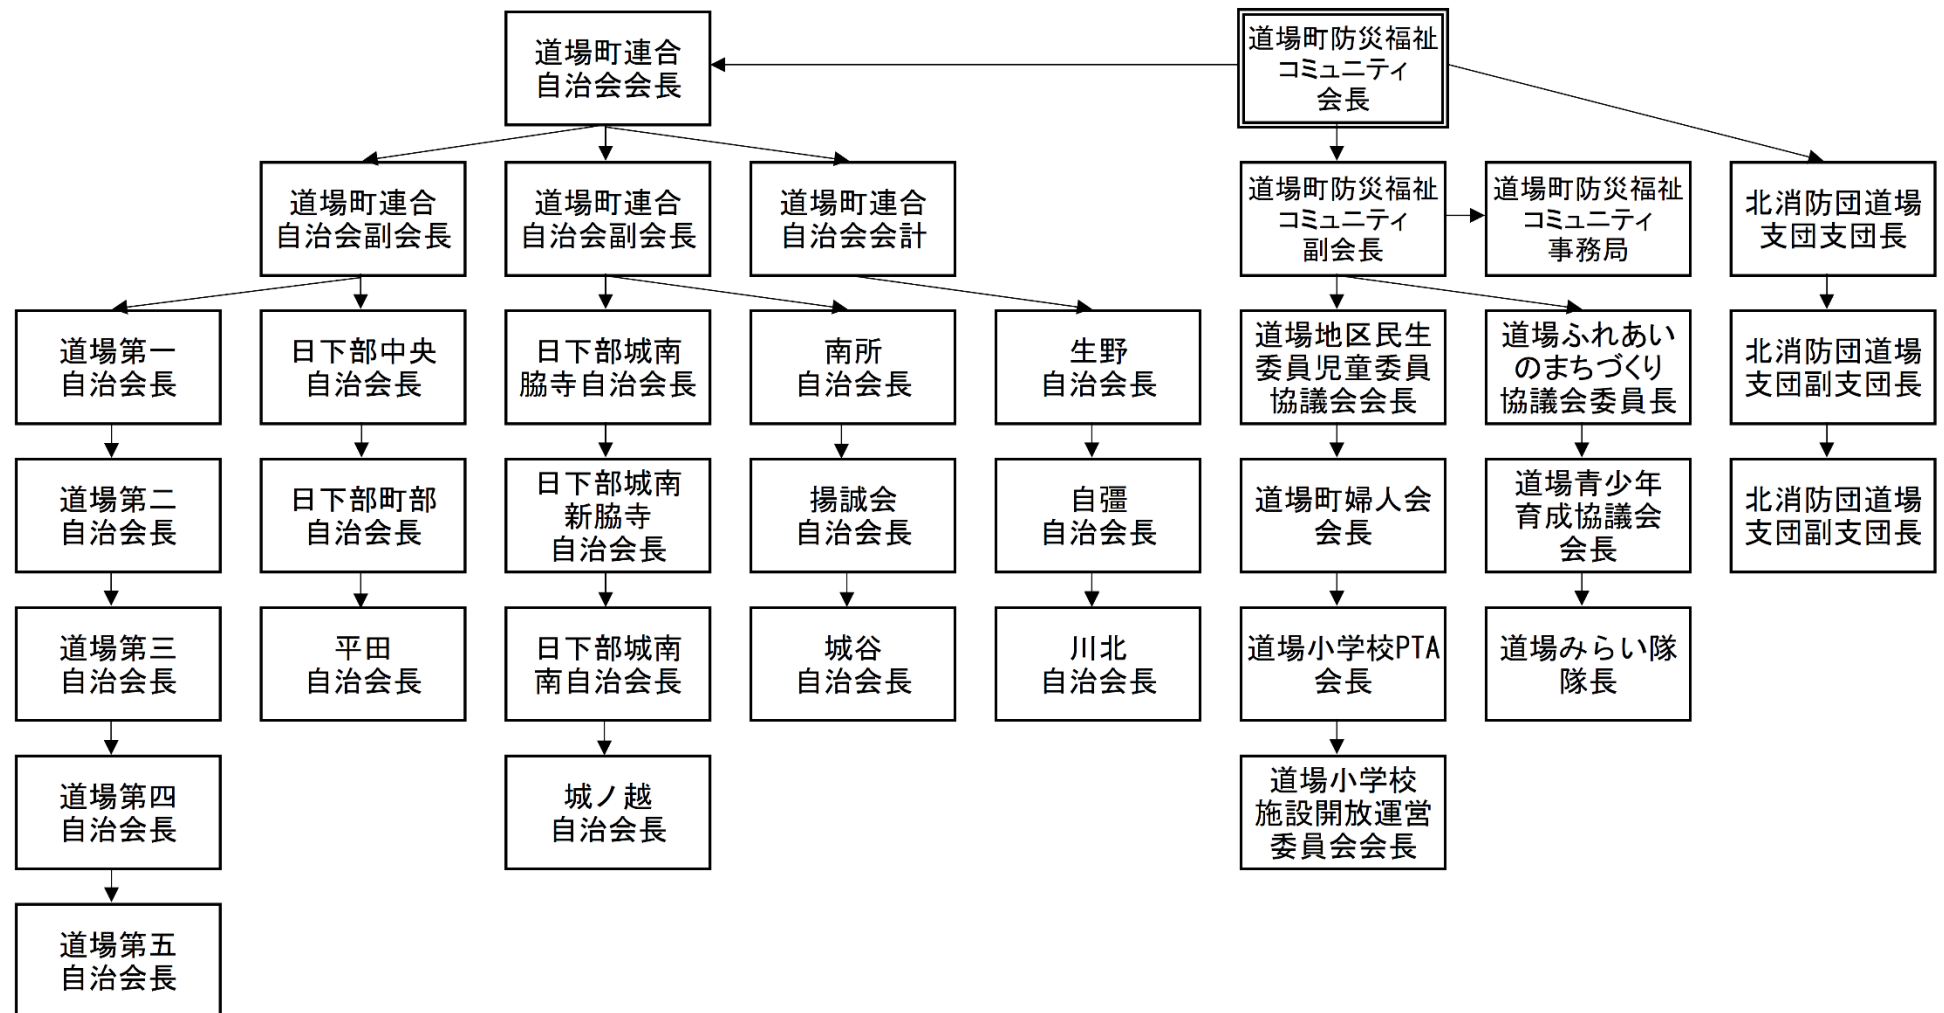 道場町連合
自治会会長
道場町防災福祉
コミュニティ
会長
道場町連合
自治会副会長
道場町連合
自治会副会長
道場町連合
自治会会計
道場町防災福祉
コミュニティ
副会長
道場町防災福祉
コミュニティ
事務局
北消防団道場
支団支団長
道場第一
自治会長
日下部中央
自治会長
日下部城南
脇寺自治会長
南所
自治会長
生野
自治会長
道場地区民生
委員児童委員
協議会会長
道場ふれあい
のまちづくり
協議会委員長
北消防団道場
支団副支団長
道場第二
自治会長
日下部町部
自治会長
日下部城南
新脇寺
自治会長
揚誠会
自治会長
自彊
自治会長
道場町婦人会
会長
道場青少年
育成協議会
会長
北消防団道場
支団副支団長
道場第三
自治会長
平田
自治会長
日下部城南
南自治会長
城谷
自治会長
川北
自治会長
道場小学校PTA
会長
道場みらい隊
隊長
道場第四
自治会長
城ノ越
自治会長
道場小学校
施設開放運営
委員会会長
道場第五
自治会長